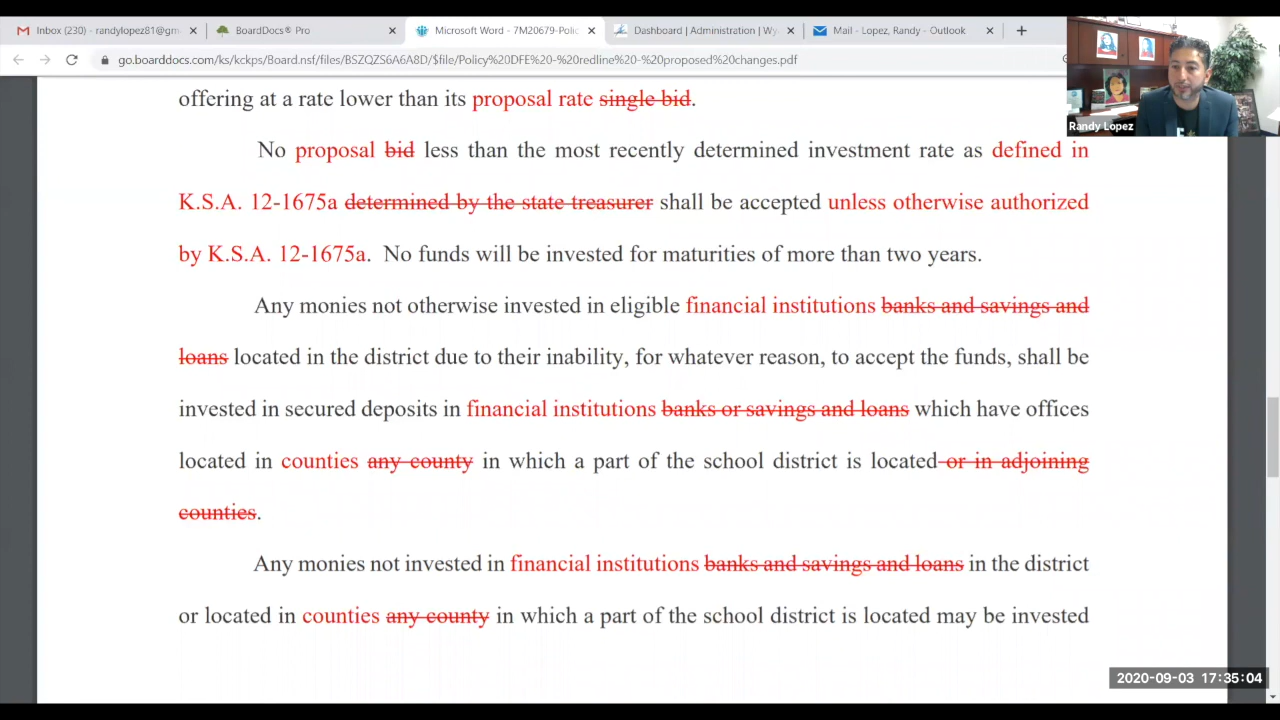 Inbox (230) - randylopez81@gm
BoardDocs® Pro
Microsoft Word - 7M20679-Polic
Dashboard | Administration | Wy
Mail - Lopez, Randy - Outlook
go.boarddocs.com/ks/kckps/Board.nsf/files/BSZQZS6A53BD/$file/Policy%20DFE%20-%20redline%20-%20proposed%20changes.pdf
Randy Lopez
offering at a rate lower than its proposal rate single bid.
No proposal bid less than the most recently determined investment rate as defined in
K.S.A. 12-1675a determined by the state treasurer shall be accepted unless otherwise authorized
by K.S.A. 12-1675a. No funds will be invested for maturities of more than two years.
Any monies not otherwise invested in eligible financial institutions banks and savings and
loans located in the district due to their inability, for whatever reason, to accept the funds, shall be
invested in secured deposits in financial institutions banks or savings and loans which have offices
located in counties any county in which a part of the school district is located or in adjoining
counties.
Any monies not invested in financial institutions banks and savings and loans in the district
or located in counties any county in which a part of the school district is located may be invested
2020-09-03 17:35:04